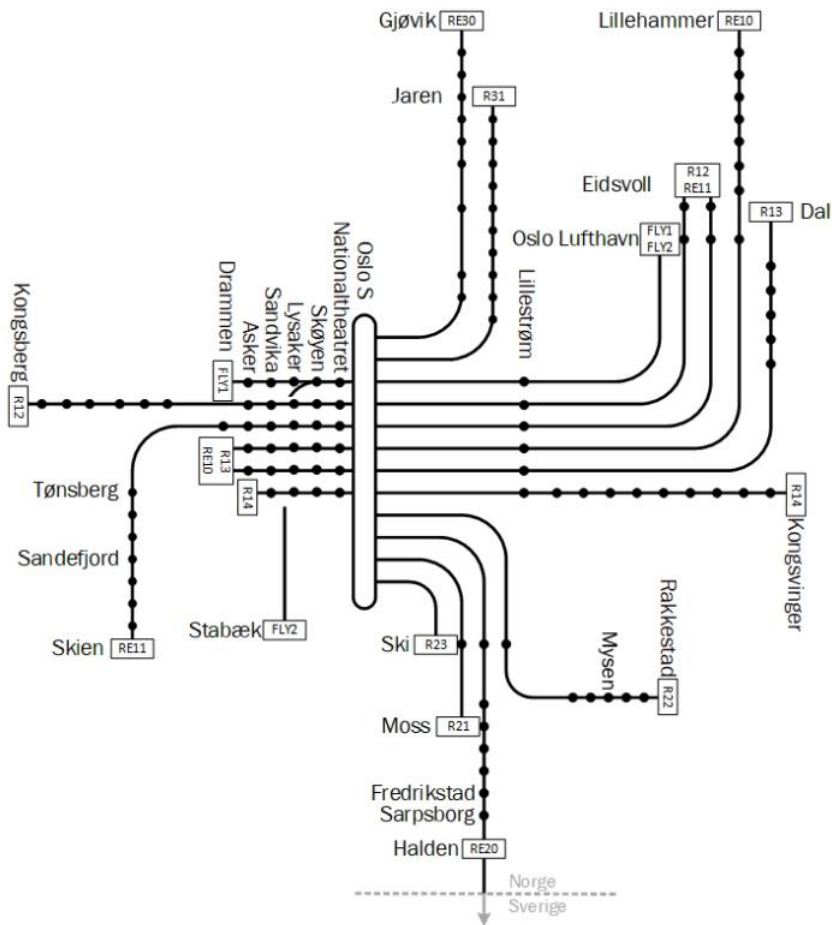 Gjøvik RE30
Lillehammer RE10
Jaren R31
Eidsvoll R12
RE11
R13 Dal
Oslo Lufthavn FLY1
FLY2
Kongsberg
R12
Drammen
FLY1
Asker
Sandvika
Lysaker
Skøyen
Nationaltheatret
Oslo S
Lillestrøm
R13
RE10
R14
R14
Kongsvinger
Tønsberg
Sandefjord
Skien RE11
Stabæk FLY2
Ski R23
Mysen
Rakkestad
R22
Moss R21
Fredrikstad
Sarpsborg
Halden RE20
Norge
Sverige